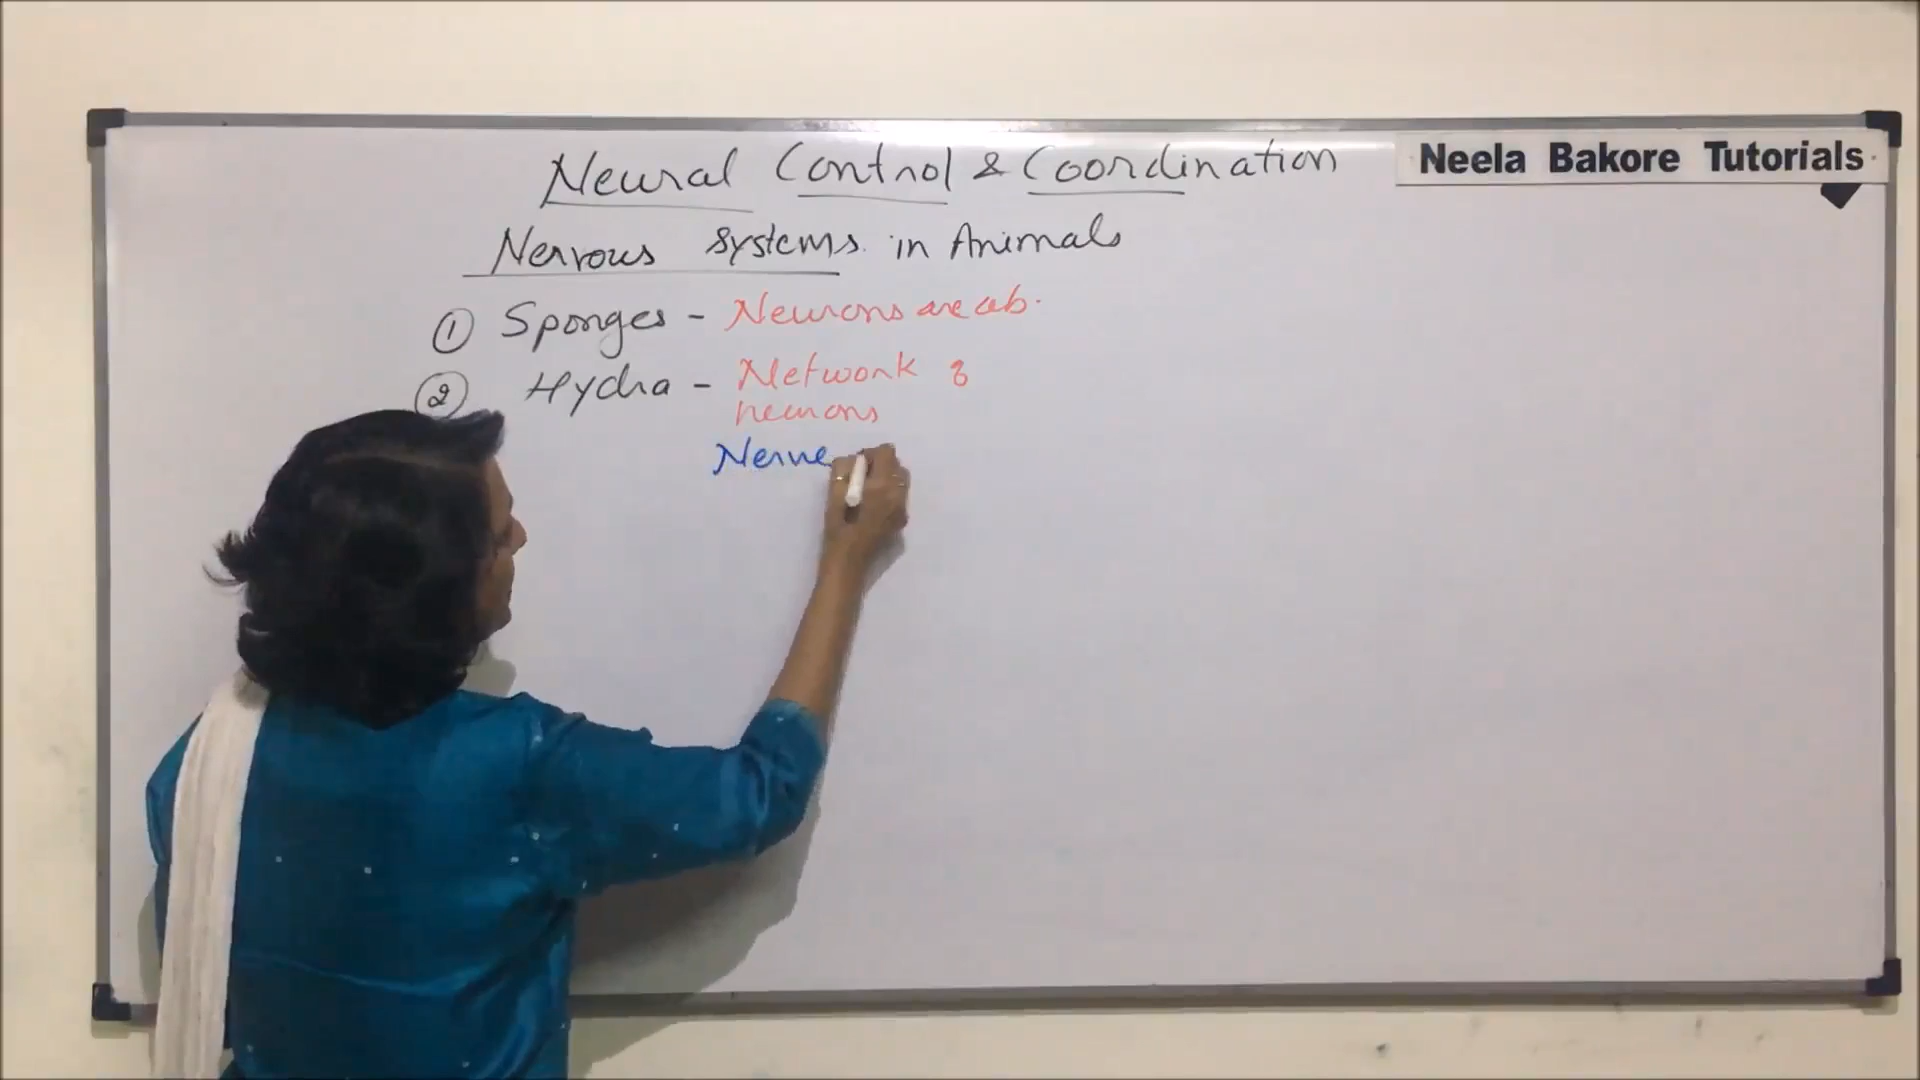 Neural Control & Coordination
Neela Bakore Tutorials
Nervous systems in Animals
① Sponges - Neurons are ab.
② Hydra - Network of
neurons
Nerve